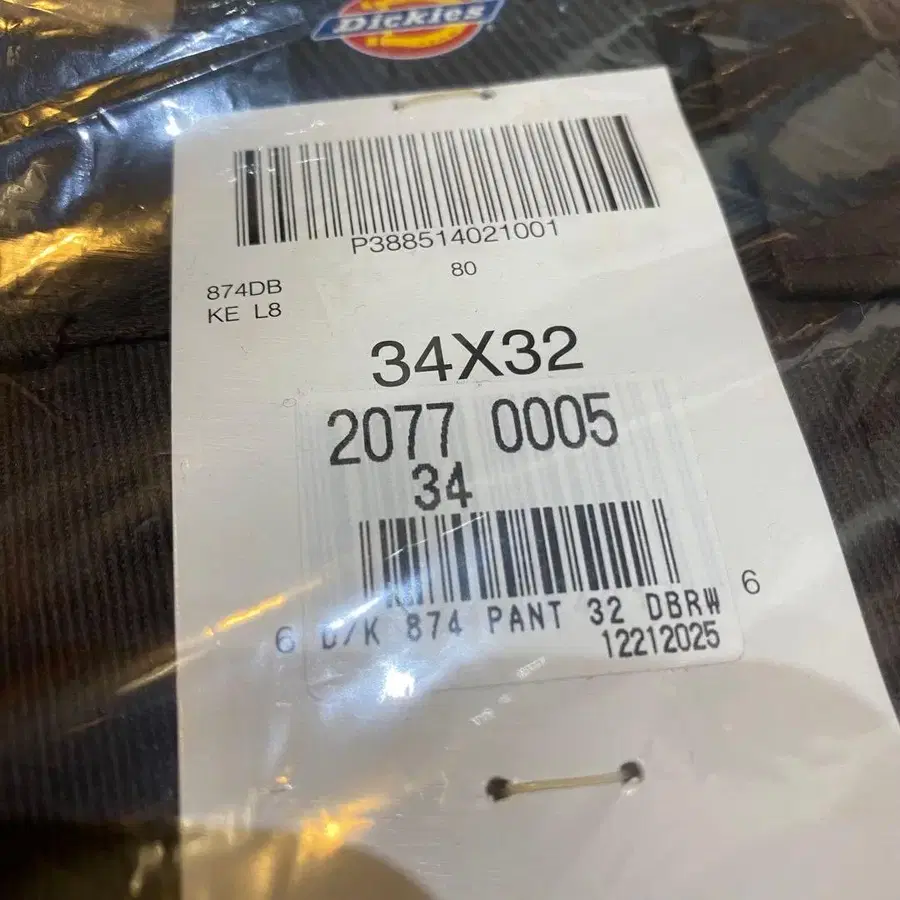 Dickies
P388514021001
80
874DB
KE L8
34X32
2077 0005
34
6 D/K 874 PANT 32 DBRW 6
12212025